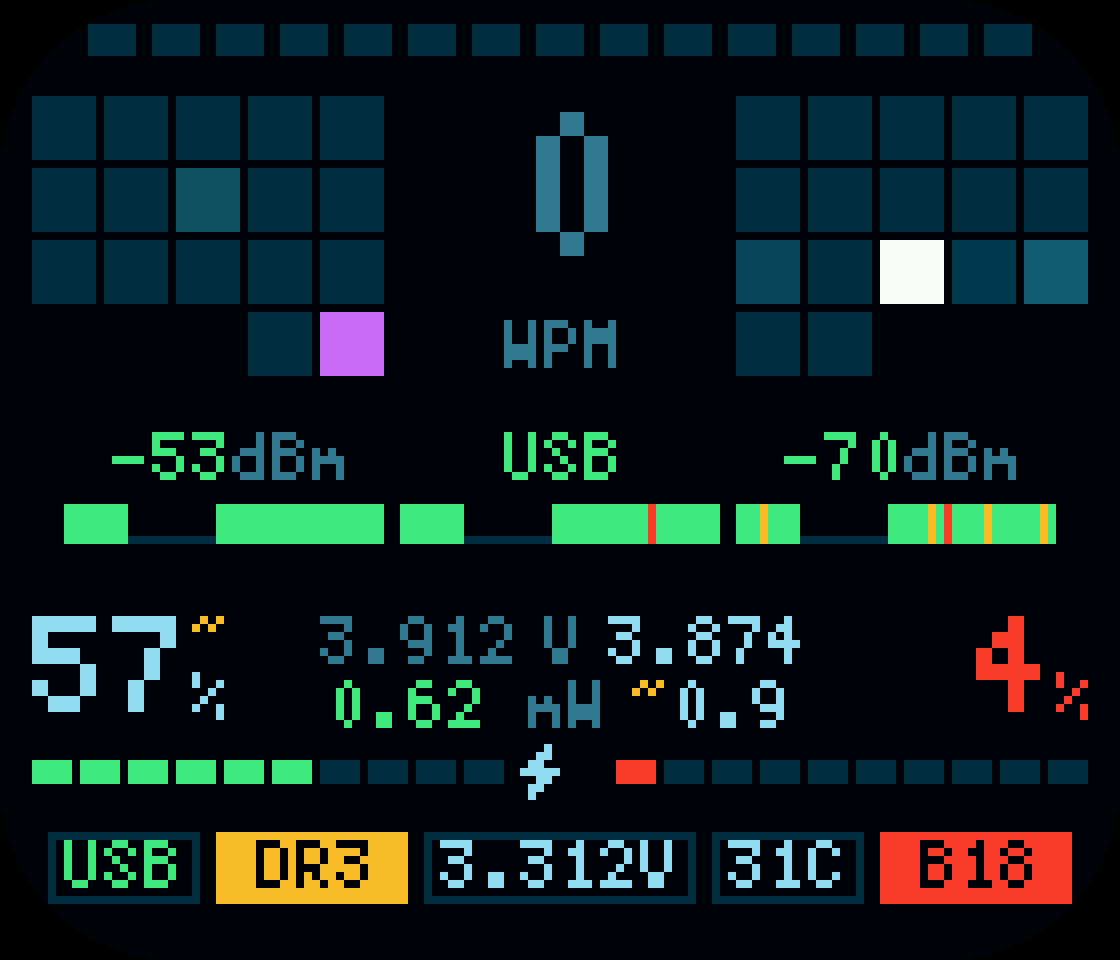 0
WPM
-53dBm USB -70dBm
57~% 3.912 V 3.874 4%
0.62 mW ~0.9
USB DR3 3.312V 31C B18